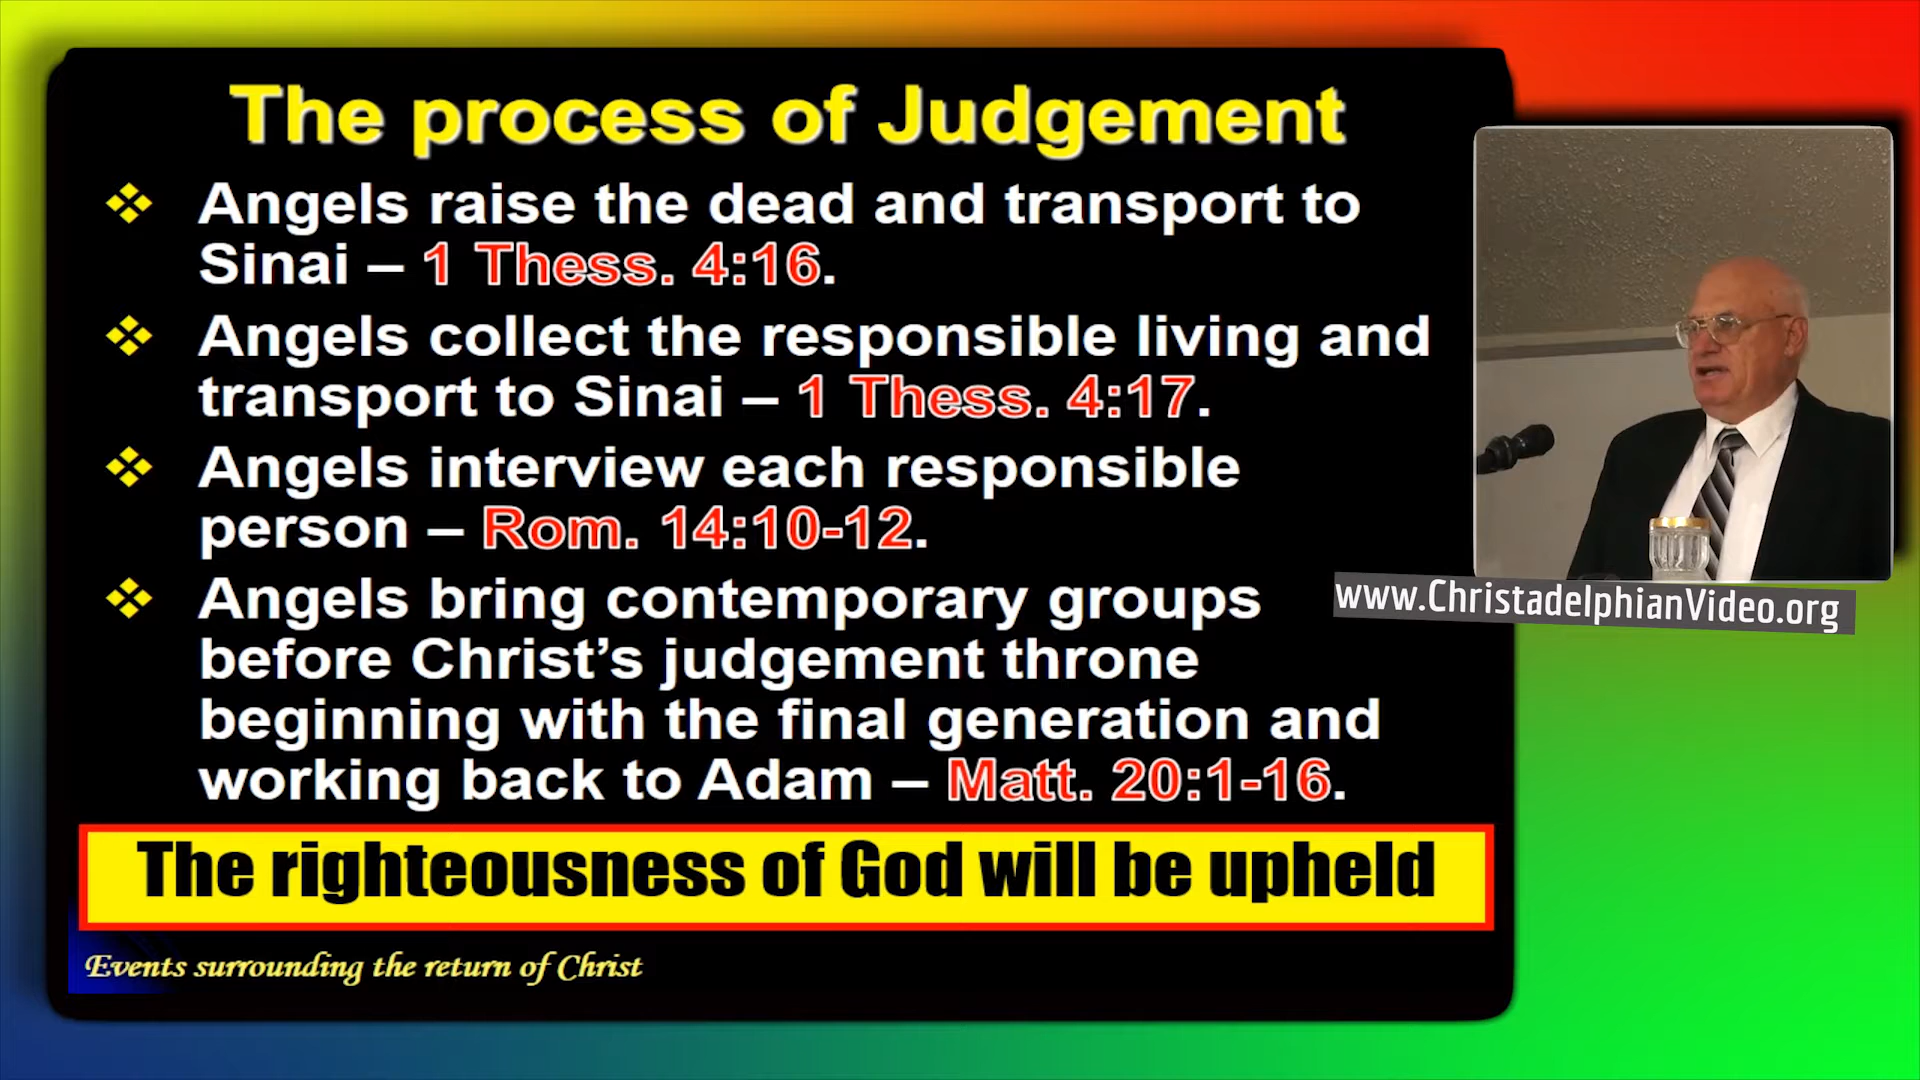 The process of Judgement
Angels raise the dead and transport to
Sinai – 1 Thess. 4:16.
Angels collect the responsible living and
transport to Sinai – 1 Thess. 4:17.
Angels interview each responsible
person – Rom. 14:10-12.
Angels bring contemporary groups
before Christ’s judgement throne
beginning with the final generation and
working back to Adam – Matt. 20:1-16.
The righteousness of God will be upheld
Events surrounding the return of Christ
www.ChristadelphianVideo.org